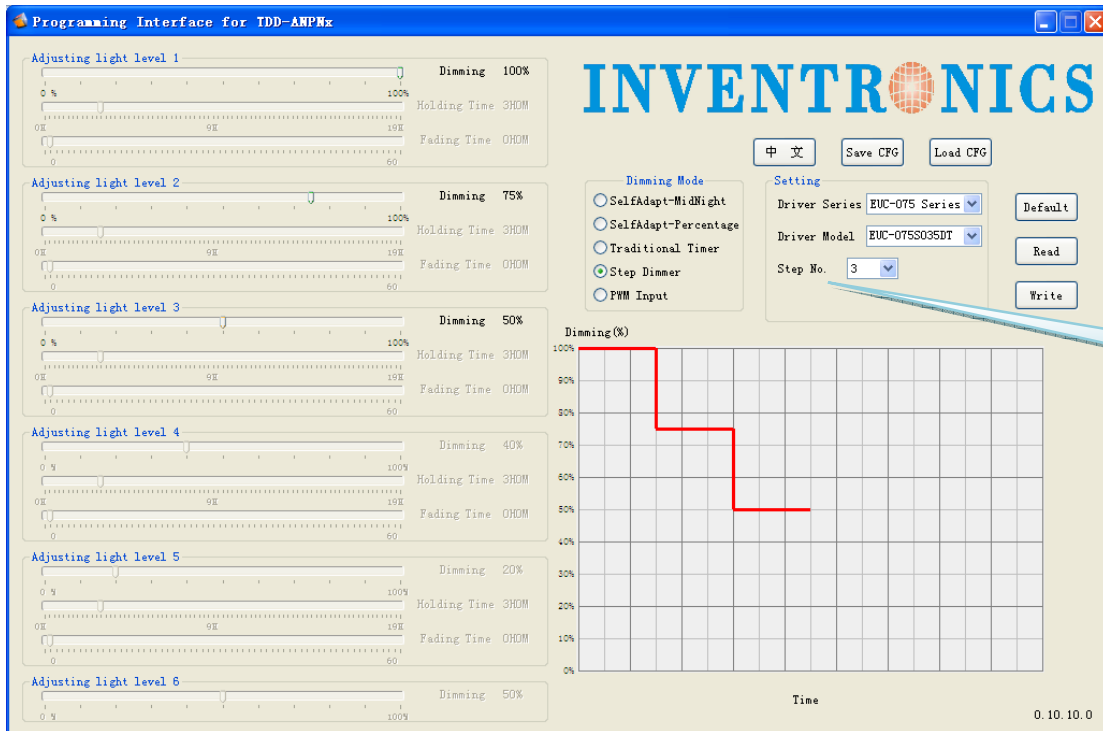 Programming Interface for TDD-ANPNx
Adjusting light level 1
Dimming 100%
0 % 100%
Holding Time 3H0M
0H 9H 19H
Fading Time 0H0M
0 60
Adjusting light level 2
Dimming 75%
0 % 100%
Holding Time 3H0M
0H 9H 19H
Fading Time 0H0M
0 60
Adjusting light level 3
Dimming 50%
0 % 100%
Holding Time 3H0M
0H 9H 19H
Fading Time 0H0M
0 60
Adjusting light level 4
Dimming 40%
0 % 100%
Holding Time 3H0M
0H 9H 19H
Fading Time 0H0M
0 60
Adjusting light level 5
Dimming 20%
0 % 100%
Holding Time 3H0M
0H 9H 19H
Fading Time 0H0M
0 60
Adjusting light level 6
Dimming 50%
0 % 100%
INVENTRONICS
中 文 Save CFG Load CFG
Dimming Mode
SelfAdapt-MidNight
SelfAdapt-Percentage
Traditional Timer
Step Dimmer
PWM Input
Setting
Driver Series EUC-075 Series
Driver Model EUC-075S035DT
Step No. 3
Default
Read
Write
Dimming(%)
100%
90%
80%
70%
60%
50%
40%
30%
20%
10%
0%
Time
0.10.10.0